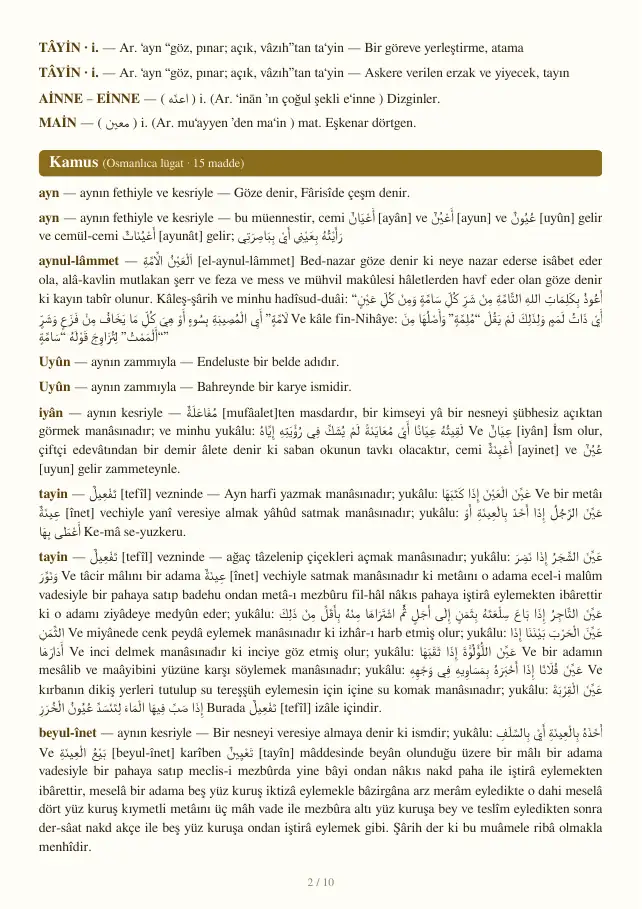 TÂYİN · i. — Ar. ‘ayn “göz, pınar; açık, vâzıh”tan ta‘yin — Bir göreve yerleştirme, atama
TÂYİN · i. — Ar. ‘ayn “göz, pınar; açık, vâzıh”tan ta‘yin — Askere verilen erzak ve yiyecek, tayın
AİNNE – EİNNE — ( اعنّه ) i. (Ar. ‘inān ’ın çoğul şekli e‘inne ) Dizginler.
MAİN — ( معین ) i. (Ar. mu‘ayyen ’den ma‘in ) mat. Eşkenar dörtgen.
Kamus (Osmanlıca lügat · 15 madde)
ayn — aynın fethiyle ve kesriyle — Göze denir, Fârisîde çeşm denir.
ayn — aynın fethiyle ve kesriyle — bu müennestir, cemi أَعْيَانٌ [ayân] ve أَعْيُنٌ [ayun] ve عُيُونٌ [uyûn] gelir
ve cemül-cemi أَعْيُنَاتٌ [ayunât] gelir; رَأَيْتُهُ بِعَيْنِي أَيْ بِبَاصِرَتِي
aynul-lâmmet — اَلْعَيْنُ الْلَامَّةِ [el-aynul-lâmmet] Bed-nazar göze denir ki neye nazar ederse isâbet eder
ola, alâ-kavlin mutlakan şerr ve feza ve mess ve mühvil makûlesi hâletlerden havf eder olan göze denir
ki kayın tabîr olunur. Kâleş-şârih ve minhu hadîsud-duâi: “أَعُوذُ بِكَلِمَاتِ اللهِ التَّامَّةِ مِنْ شَرِّ كُلِّ سَامَّةٍ وَمِنْ كُلِّ عَيْنٍ
لَامَّةٍ” أَيِ الْمُصِيبَةِ بِسُوءٍ أَوْ هِيَ كُلِّ مَا يَخَافُ مِنْ فَزَعٍ وَشَرٍّ Ve kâle fin-Nihâye: أَيْ ذَاتُ لَمَمٍ وَلِذَلِكَ لَمْ يَقُلْ “مُلِمَّةٍ” وَأَصْلُهَا مِنْ
“أَلْمَمْتُ” لِتُزَاوِجَ قَوْلَهُ “سَامَّةٍ”
Uyûn — aynın zammıyla — Endeluste bir belde adıdır.
Uyûn — aynın zammıyla — Bahreynde bir karye ismidir.
iyân — aynın kesriyle — مُفَاعَلَةٌ [mufâalet]ten masdardır, bir kimseyi yâ bir nesneyi şübhesiz açıktan
görmek manâsınadır; ve minhu yukâlu: لَقِيتُهُ عِيَانًا أَيْ مُعَايَنَةً لَمْ يَشُكَّ فِي رُؤْيَتِهِ إِيَّاهُ Ve عِيَانٌ [iyân] İsm olur,
çiftçi edevâtından bir demir âlete denir ki saban okunun tavkı olacaktır, cemi أَعْيِنَةٌ [ayinet] ve عُيُنٌ
[uyun] gelir zammeteynle.
tayin — تَفْعِيلٌ [tefîl] vezninde — Ayn harfi yazmak manâsınadır; yukâlu: عَيَّنَ الْعَيْنَ إِذَا كَتَبَهَا Ve bir metâı
عِينَةٌ [înet] vechiyle yanî veresiye almak yâhûd satmak manâsınadır; yukâlu: عَيَّنَ الرَّجُلُ إِذَا أَخَذَ بِالْعِينَةِ أَوْ
أَعْطَى بِهَا Ke-mâ se-yuzkeru.
tayin — تَفْعِيلٌ [tefîl] vezninde — ağaç tâzelenip çiçekleri açmak manâsınadır; yukâlu: عَيَّنَ الشَّجَرُ إِذَا نَضِرَ
وَنَوَّرَ Ve tâcir mâlını bir adama عِينَةٌ [înet] vechiyle satmak manâsınadır ki metâını o adama ecel-i malûm
vadesiyle bir pahaya satıp badehu ondan metâ-ı mezbûru fil-hâl nâkıs pahaya iştirâ eylemekten ibârettir
ki o adamı ziyâdeye medyûn eder; yukâlu: عَيَّنَ التَّاجِرُ إِذَا بَاعَ سِلْعَتَهُ بِثَمَنٍ إِلَى أَجَلٍ ثُمَّ اشْتَرَاهَا مِنْهُ بِأَقَلَّ مِنْ ذَلِكَ
الثَّمَنِ Ve miyânede cenk peydâ eylemek manâsınadır ki izhâr-ı harb etmiş olur; yukâlu: عَيَّنَ الْحَرْبَ بَيْنَنَا إِذَا
أَدَارَهَا Ve inci delmek manâsınadır ki inciye göz etmiş olur; yukâlu: عَيَّنَ اللُّؤْلُؤَةَ إِذَا ثَقَبَهَا Ve bir adamın
mesâlib ve maâyibini yüzüne karşı söylemek manâsınadır; yukâlu: عَيَّنَ فُلَانًا إِذَا أَخْبَرَهُ بِمَسَاوِيهِ فِي وَجْهِهِ Ve
kırbanın dikiş yerleri tutulup su tereşşüh eylemesin için içine su komak manâsınadır; yukâlu: عَيَّنَ الْقِرْبَةَ
إِذَا صَبَّ فِيهَا الْمَاءَ لِتَنْسَدَّ عُيُونُ الْخُرَزِ Burada تَفْعِيلٌ [tefîl] izâle içindir.
beyul-înet — aynın kesriyle — Bir nesneyi veresiye almaya denir ki ismdir; yukâlu: أَخَذَهُ بِالْعِينَةِ أَيْ بِالسَّلَفِ
Ve بَيْعُ الْعِينَةِ [beyul-înet] karîben تَعْيِينٌ [tayîn] mâddesinde beyân olunduğu üzere bir mâlı bir adama
vadesiyle bir pahaya satıp meclis-i mezbûrda yine bâyi ondan nâkıs nakd paha ile iştirâ eylemekten
ibârettir, meselâ bir adama beş yüz kuruş iktizâ eylemekle bâzirgâna arz merâm eyledikte o dahi meselâ
dört yüz kuruş kıymetli metâını üç mâh vade ile mezbûra altı yüz kuruşa bey ve teslîm eyledikten sonra
der-sâat nakd akçe ile beş yüz kuruşa ondan iştirâ eylemek gibi. Şârih der ki bu muâmele ribâ olmakla
menhîdir.
2 / 10